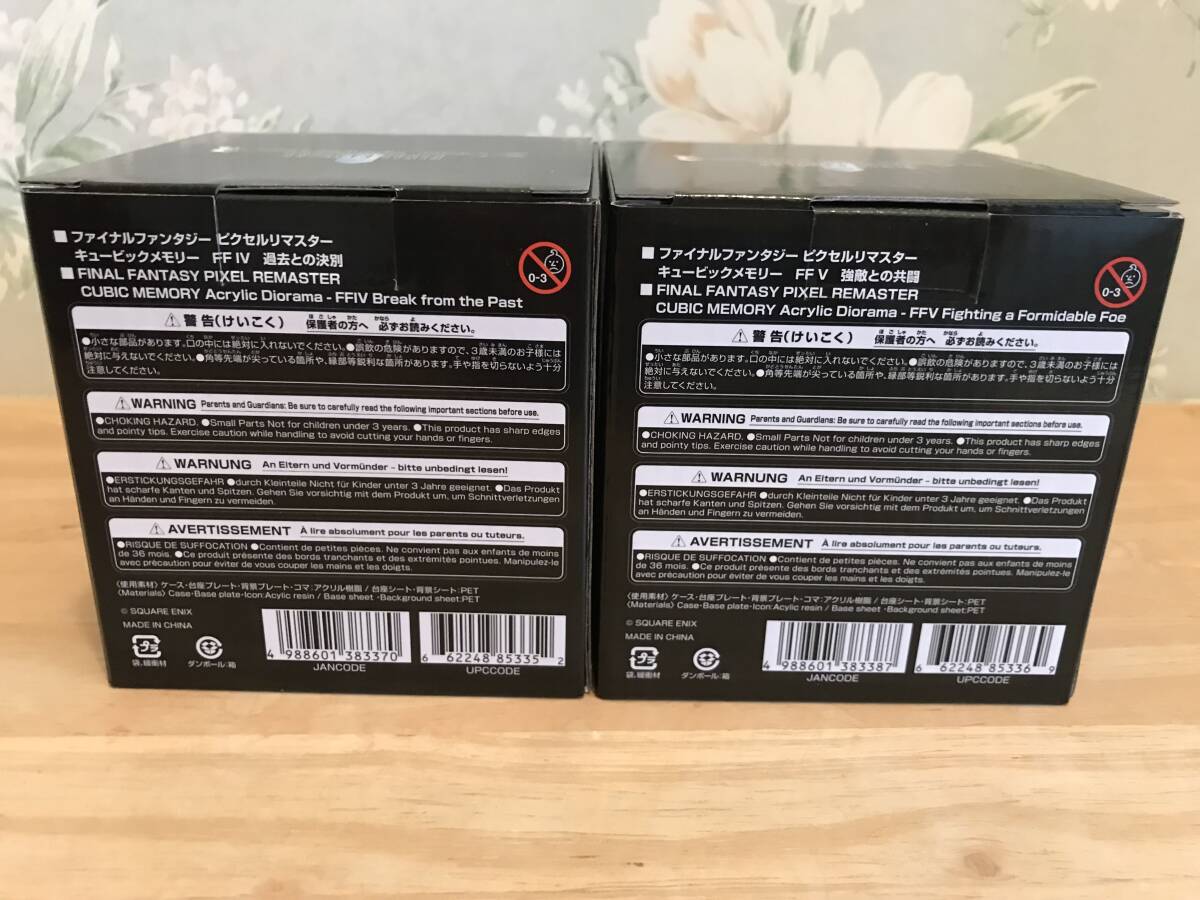 ■ファイナルファンタジー ピクセルリマスター
キュービックメモリー FF IV 過去との決別
■FINAL FANTASY PIXEL REMASTER
CUBIC MEMORY Acrylic Diorama - FFIV Break from the Past
0-3
⚠警告(けいこく) 保護者の方へ 必ずお読みください。
●小さな部品があります。口の中には絶対に入れないでください。●誤飲の危険がありますので、3歳未満のお子様には
絶対に与えないでください。●角等先端が尖っている箇所や、縁部等鋭利な箇所があります。手や指を切らないよう十分
注意してください。
⚠WARNING Parents and Guardians: Be sure to carefully read the following important sections before use.
●CHOKING HAZARD. ●Small Parts Not for children under 3 years. ●This product has sharp edges
and pointy tips. Exercise caution while handling to avoid cutting your hands or fingers.
⚠WARNUNG An Eltern und Vormünder – bitte unbedingt lesen!
●ERSTICKUNGSGEFAHR ●durch Kleinteile Nicht für Kinder unter 3 Jahre geeignet. ●Das Produkt
hat scharfe Kanten und Spitzen. Gehen Sie vorsichtig mit dem Produkt um, um Schnittverletzungen
an Händen und Fingern zu vermeiden.
⚠AVERTISSEMENT À lire absolument pour les parents ou tuteurs.
●RISQUE DE SUFFOCATION ●Contient de petites pièces. Ne convient pas aux enfants de moins
de 36 mois. ●Ce produit présente des bords tranchants et des extrémités pointues. Manipulez-le
avec précaution pour éviter de vous couper les mains et les doigts.
〈使用素材〉ケース・台座プレート・背景プレート・コマ:アクリル樹脂 / 台座シート・背景シート:PET
〈Materials〉Case・Base plate・Icon:Acylic resin / Base sheet・Background sheet:PET
© SQUARE ENIX
MADE IN CHINA
プラ
袋、緩衝材
ダンボール:箱
4 988601 383370
JANCODE
6 62248 85335 2
UPCCODE
■ファイナルファンタジー ピクセルリマスター
キュービックメモリー FF V 強敵との共闘
■FINAL FANTASY PIXEL REMASTER
CUBIC MEMORY Acrylic Diorama - FFV Fighting a Formidable Foe
0-3
⚠警告(けいこく) 保護者の方へ 必ずお読みください。
●小さな部品があります。口の中には絶対に入れないでください。●誤飲の危険がありますので、3歳未満のお子様には
絶対に与えないでください。●角等先端が尖っている箇所や、縁部等鋭利な箇所があります。手や指を切らないよう十分
注意してください。
⚠WARNING Parents and Guardians: Be sure to carefully read the following important sections before use.
●CHOKING HAZARD. ●Small Parts Not for children under 3 years. ●This product has sharp edges
and pointy tips. Exercise caution while handling to avoid cutting your hands or fingers.
⚠WARNUNG An Eltern und Vormünder – bitte unbedingt lesen!
●ERSTICKUNGSGEFAHR ●durch Kleinteile Nicht für Kinder unter 3 Jahre geeignet. ●Das Produkt
hat scharfe Kanten und Spitzen. Gehen Sie vorsichtig mit dem Produkt um, um Schnittverletzungen
an Händen und Fingern zu vermeiden.
⚠AVERTISSEMENT À lire absolument pour les parents ou tuteurs.
●RISQUE DE SUFFOCATION ●Contient de petites pièces. Ne convient pas aux enfants de moins
de 36 mois. ●Ce produit présente des bords tranchants et des extrémités pointues. Manipulez-le
avec précaution pour éviter de vous couper les mains et les doigts.
〈使用素材〉ケース・台座プレート・背景プレート・コマ:アクリル樹脂 / 台座シート・背景シート:PET
〈Materials〉Case・Base plate・Icon:Acylic resin / Base sheet・Background sheet:PET
© SQUARE ENIX
MADE IN CHINA
プラ
袋、緩衝材
ダンボール:箱
4 988601 383387
JANCODE
6 62248 85336 9
UPCCODE